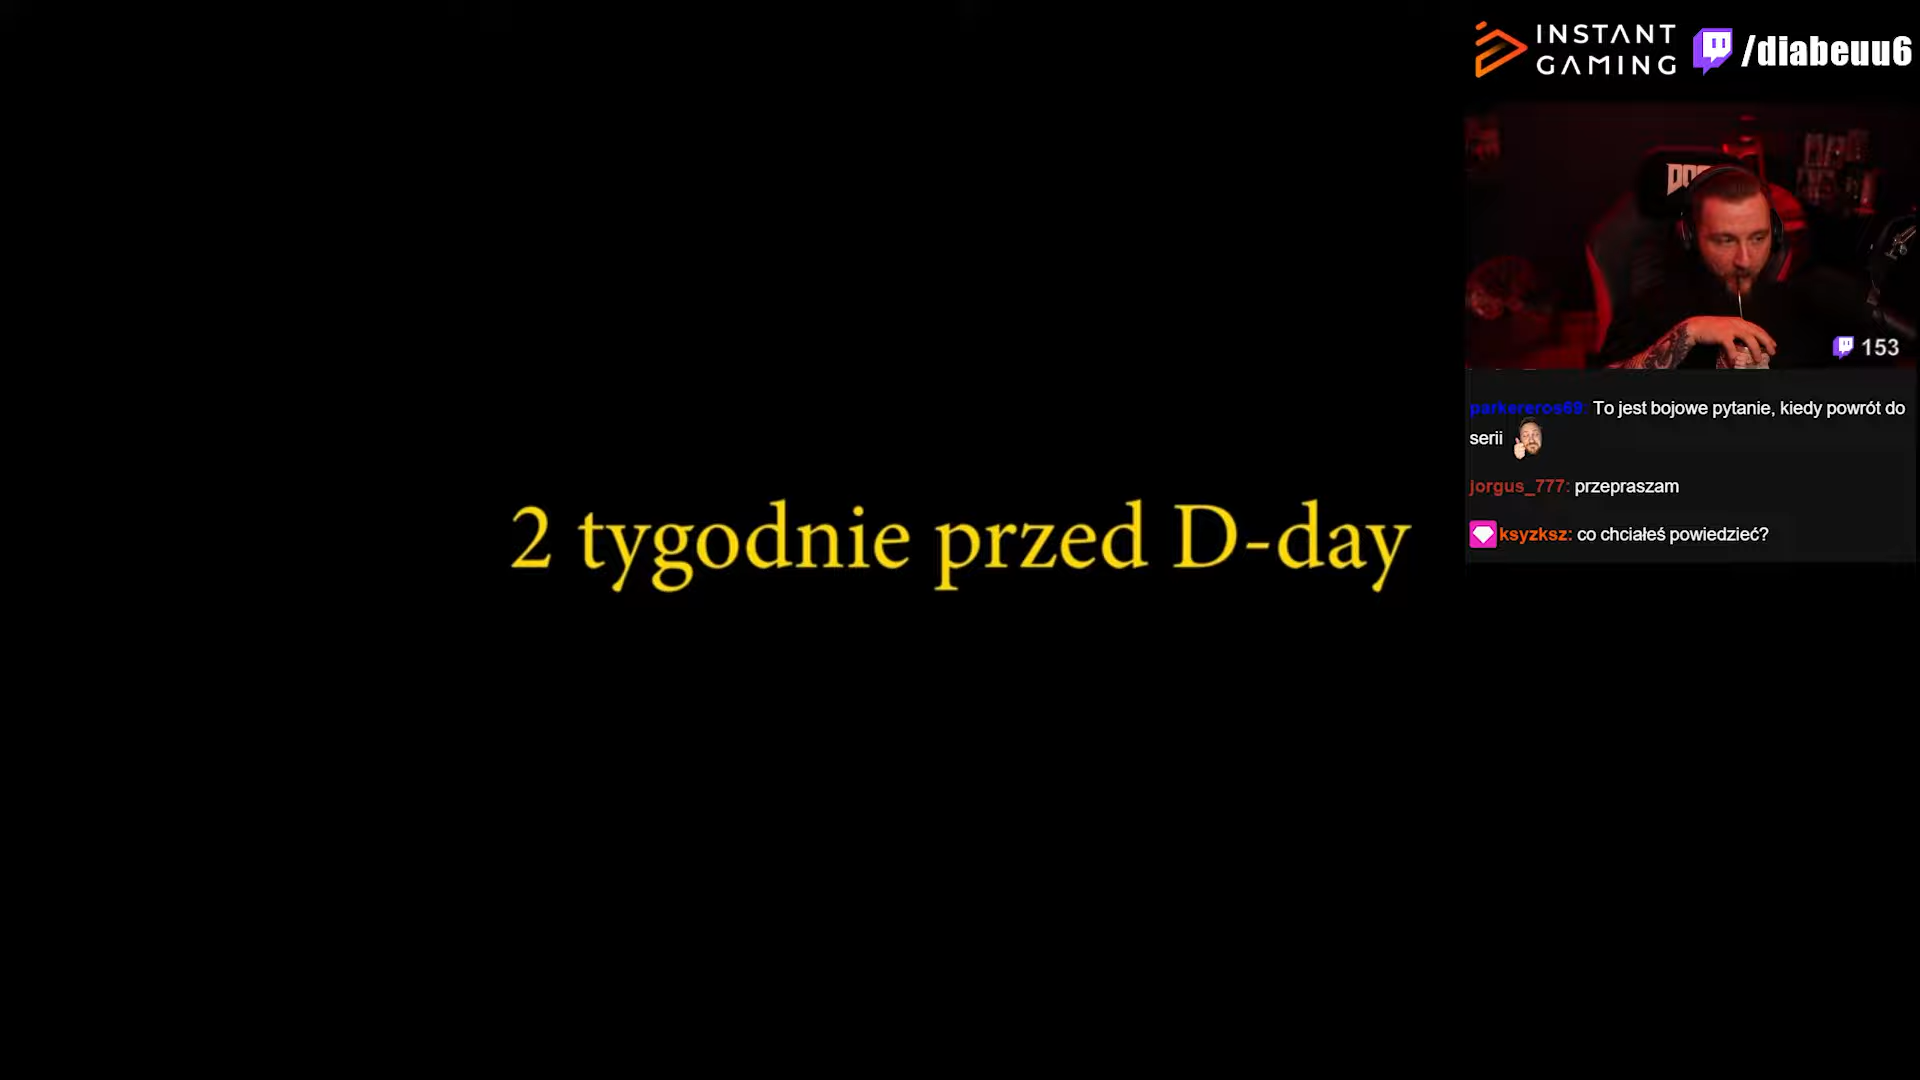 INSTANT
GAMING
/diabeuu6
153
parkereros69: To jest bojowe pytanie, kiedy powrót do
serii
jorgus_777: przepraszam
ksyzksz: co chciałeś powiedzieć?
2 tygodnie przed D-day